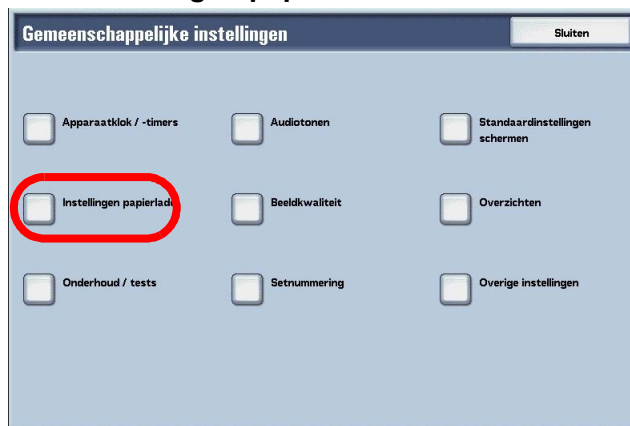 Gemeenschappelijke instellingen
Sluiten
Apparaatklok / -timers
Audiotonen
Standaardinstellingen
schermen
Instellingen papierlade
Beeldkwaliteit
Overzichten
Onderhoud / tests
Setnummering
Overige instellingen